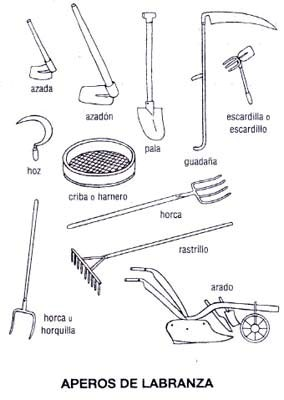 azada
azadón
pala
guadaña
escardilla o
escardillo
hoz
criba o harnero
horca
rastrillo
horca u
horquilla
arado
APEROS DE LABRANZA